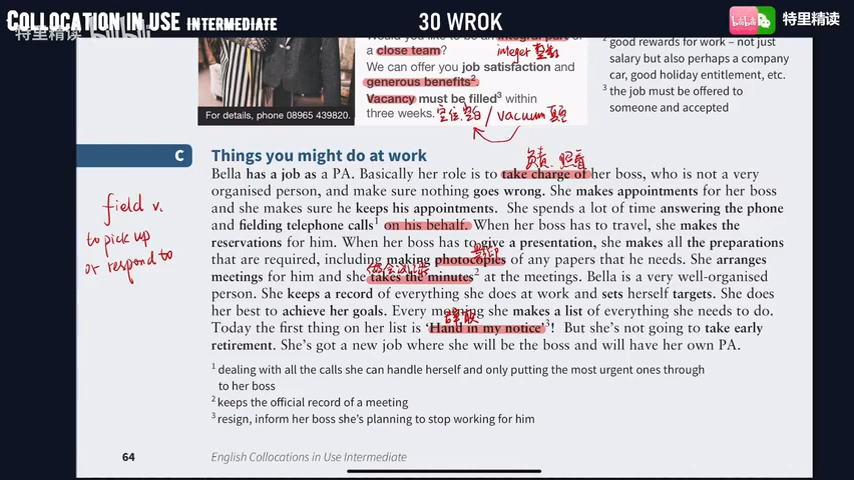 COLLOCATION IN USE INTERMEDIATE
30 WROK
特里精读
特里精读
bilibili
Would you like to be an integral part of
a close team?
integer 整数
We can offer you job satisfaction and
generous benefits².
Vacancy must be filled³ within
three weeks. 空位,空白 / vacuum 真空
For details, phone 08965 439820.
good rewards for work – not just
salary but also perhaps a company
car, good holiday entitlement, etc.
³ the job must be offered to
someone and accepted
C
Things you might do at work
负责、照看
Bella has a job as a PA. Basically her role is to take charge of her boss, who is not a very
organised person, and make sure nothing goes wrong. She makes appointments for her boss
and she makes sure he keeps his appointments. She spends a lot of time answering the phone
and fielding telephone calls¹ on his behalf. When her boss has to travel, she makes the
reservations for him. When her boss has to give a presentation, she makes all the preparations
that are required, including making photocopies of any papers that he needs. She arranges
meetings for him and she takes the minutes² at the meetings. Bella is a very well-organised
person. She keeps a record of everything she does at work and sets herself targets. She does
her best to achieve her goals. Every morning she makes a list of everything she needs to do.
辞职
Today the first thing on her list is ‘Hand in my notice’³! But she's not going to take early
retirement. She's got a new job where she will be the boss and will have her own PA.
field v.
to pick up
or respond to
¹ dealing with all the calls she can handle herself and only putting the most urgent ones through
to her boss
² keeps the official record of a meeting
³ resign, inform her boss she's planning to stop working for him
64
English Collocations in Use Intermediate